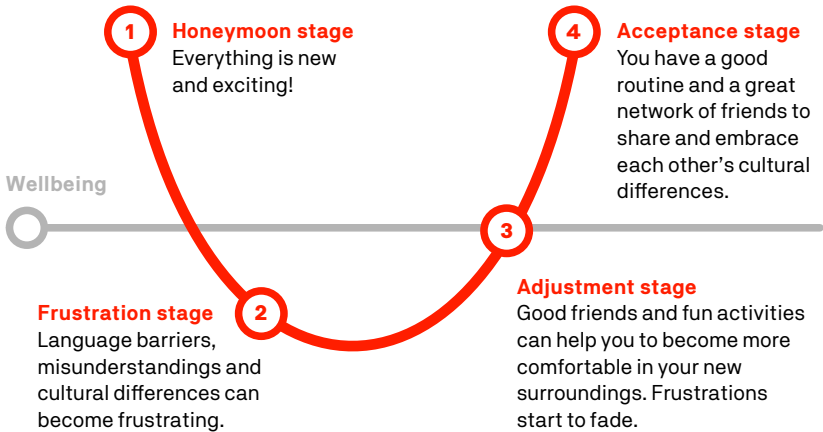 1
Honeymoon stage
Everything is new
and exciting!
4
Acceptance stage
You have a good
routine and a great
network of friends to
share and embrace
each other’s cultural
differences.
Wellbeing
Frustration stage
2
Language barriers,
misunderstandings and
cultural differences can
become frustrating.
3
Adjustment stage
Good friends and fun activities
can help you to become more
comfortable in your new
surroundings. Frustrations
start to fade.